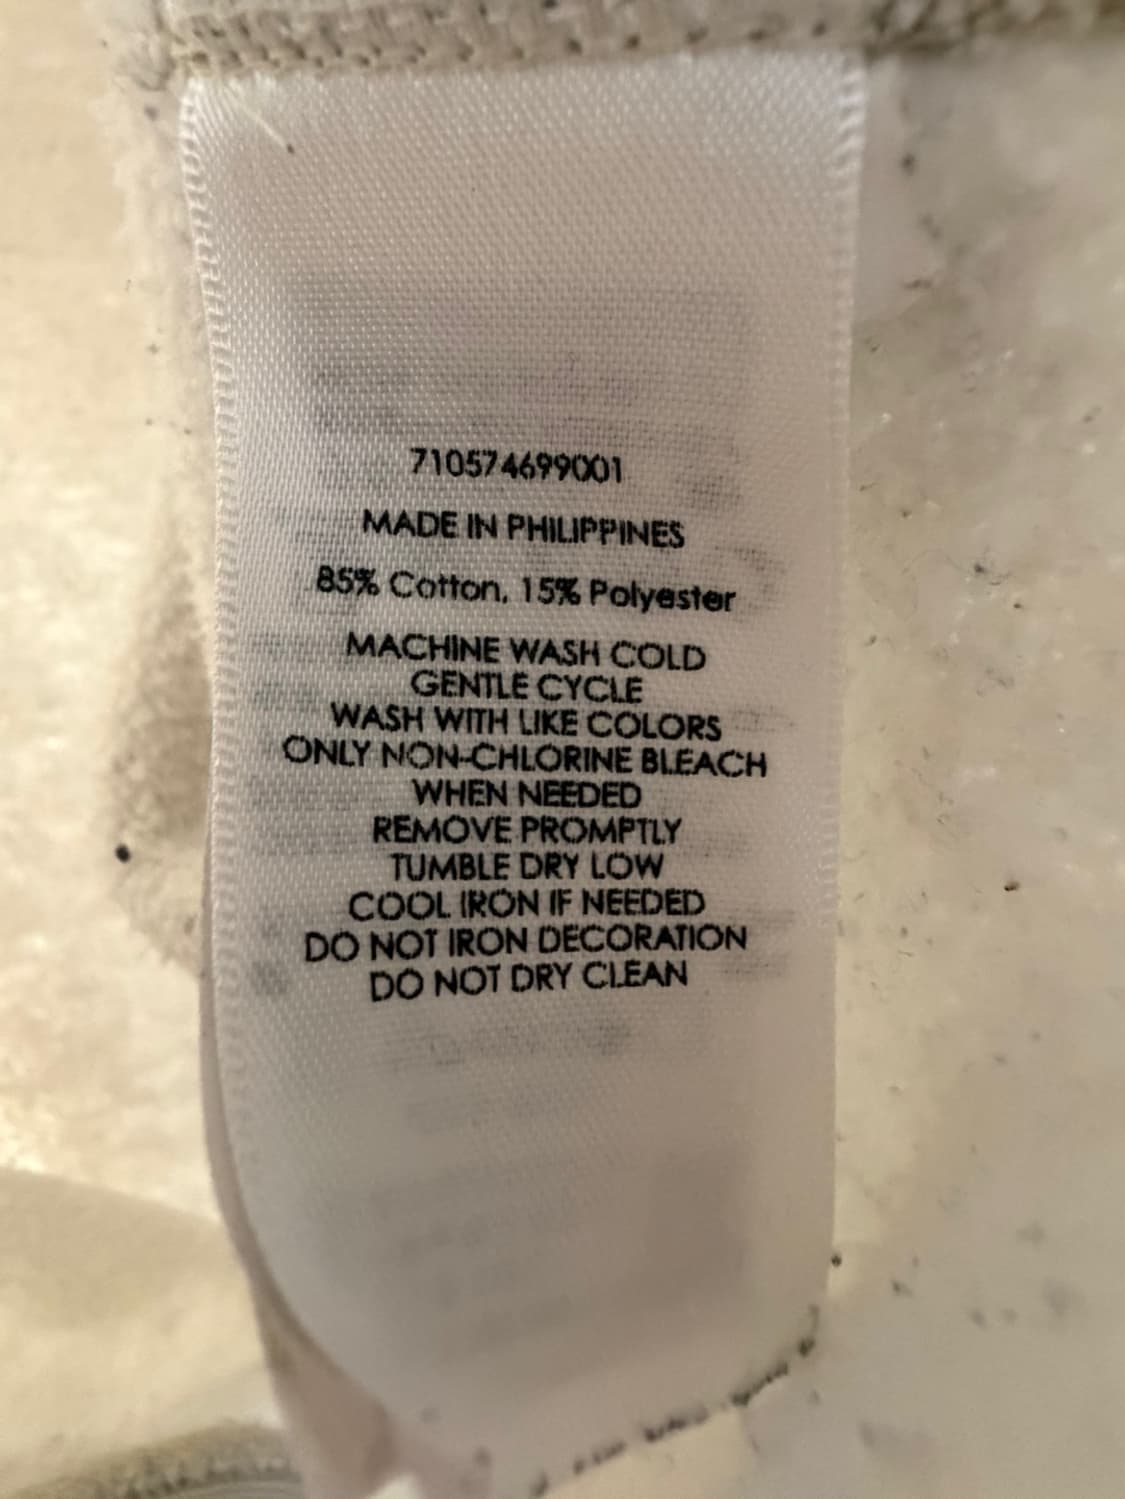 710574699001
MADE IN PHILIPPINES
85% Cotton, 15% Polyester
MACHINE WASH COLD
GENTLE CYCLE
WASH WITH LIKE COLORS
ONLY NON-CHLORINE BLEACH
WHEN NEEDED
REMOVE PROMPTLY
TUMBLE DRY LOW
COOL IRON IF NEEDED
DO NOT IRON DECORATION
DO NOT DRY CLEAN